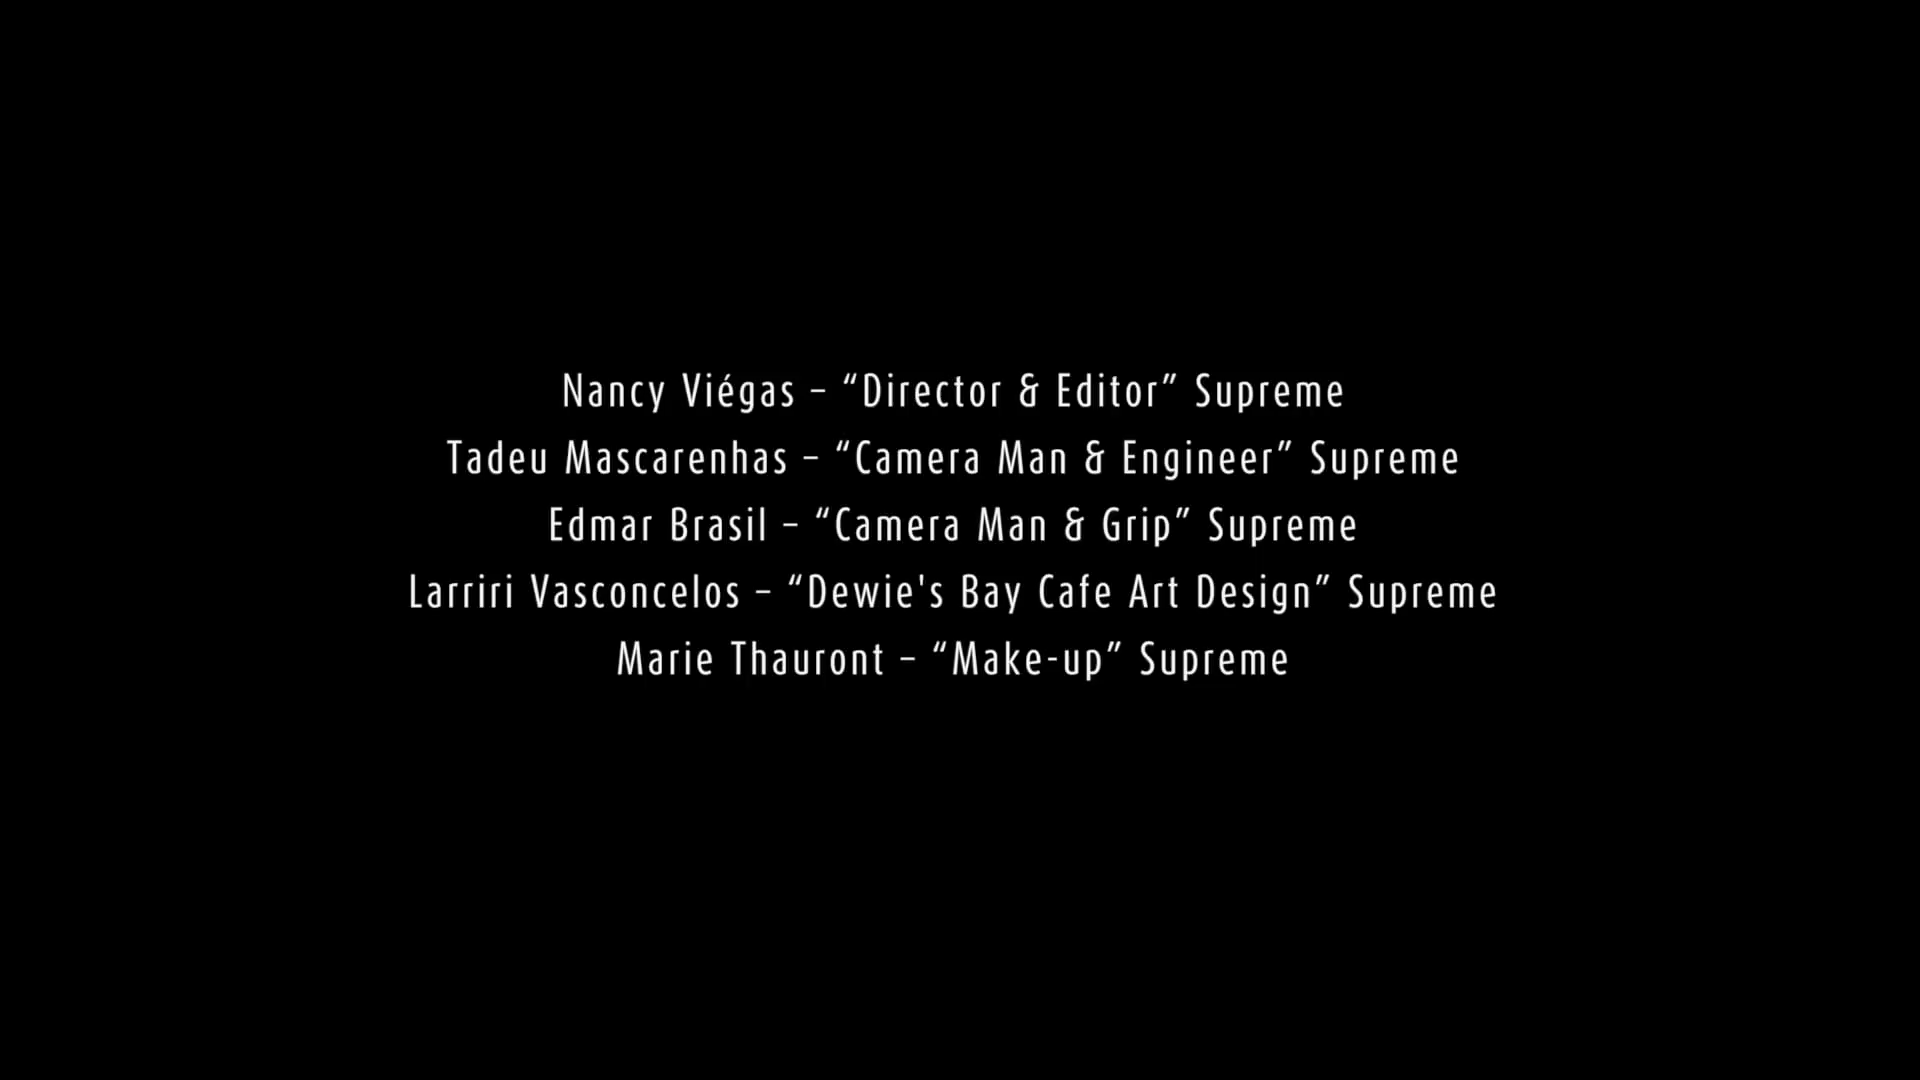 Nancy Viégas – “Director & Editor” Supreme
Tadeu Mascarenhas – “Camera Man & Engineer” Supreme
Edmar Brasil – “Camera Man & Grip” Supreme
Larriri Vasconcelos – “Dewie's Bay Cafe Art Design” Supreme
Marie Thauront – “Make-up” Supreme